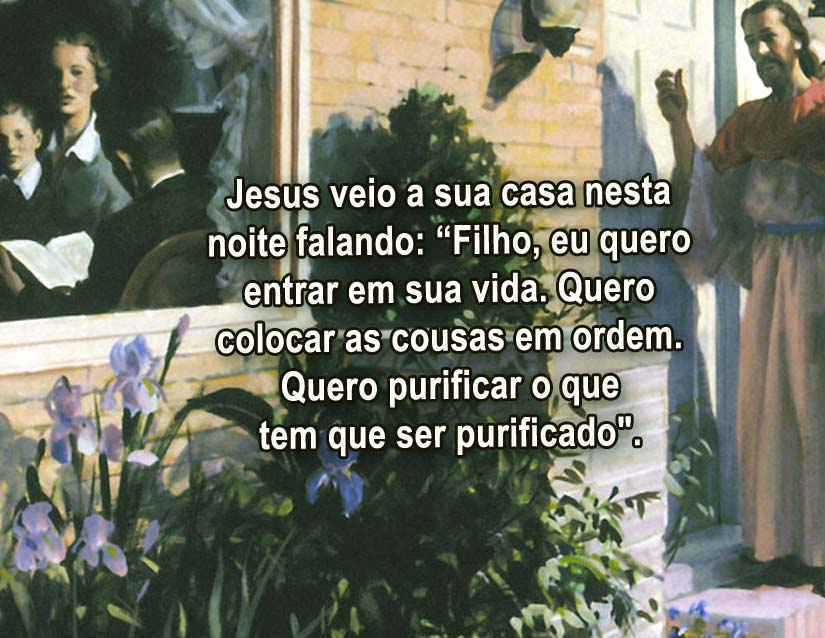 Jesus veio a sua casa nesta
noite falando: “Filho, eu quero
entrar em sua vida. Quero
colocar as cousas em ordem.
Quero purificar o que
tem que ser purificado".